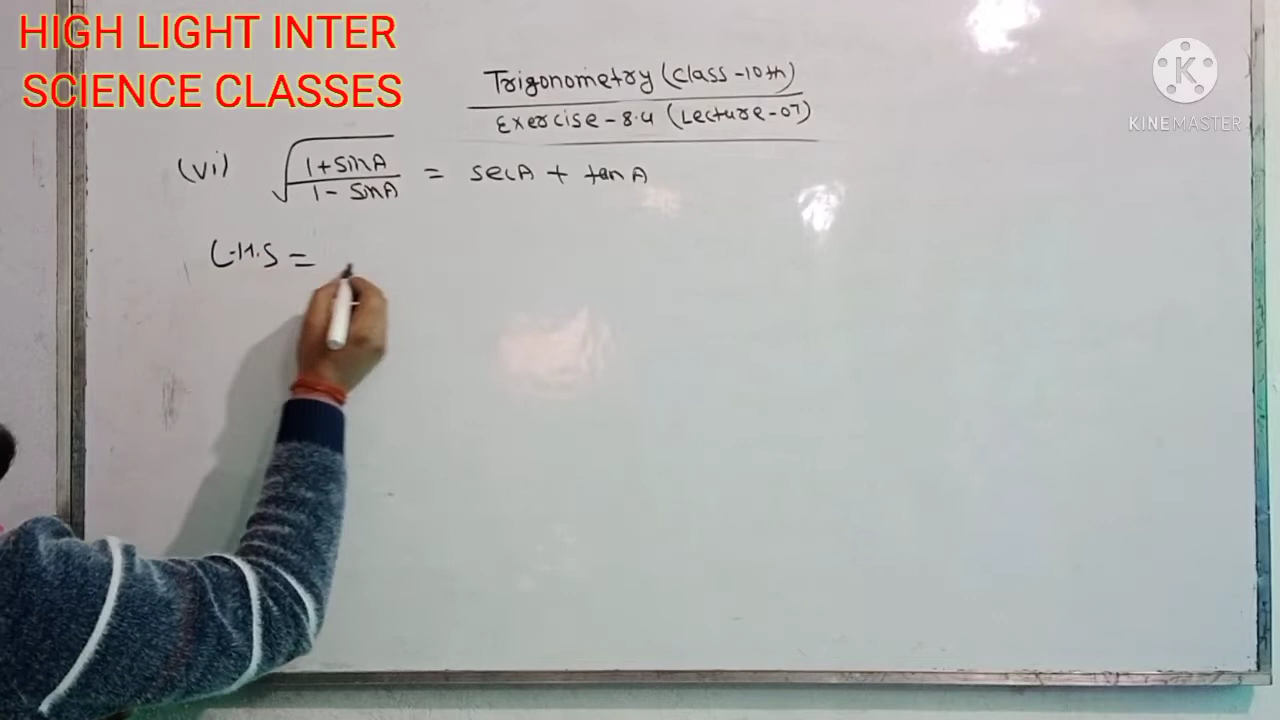 HIGH LIGHT INTER
SCIENCE CLASSES
KINEMASTER
Trigonometry (Class-10th)
Exercise-8.4 (Lecture-07)
(vi) √(1+sinA / 1-sinA) = secA + tanA
L.H.S =